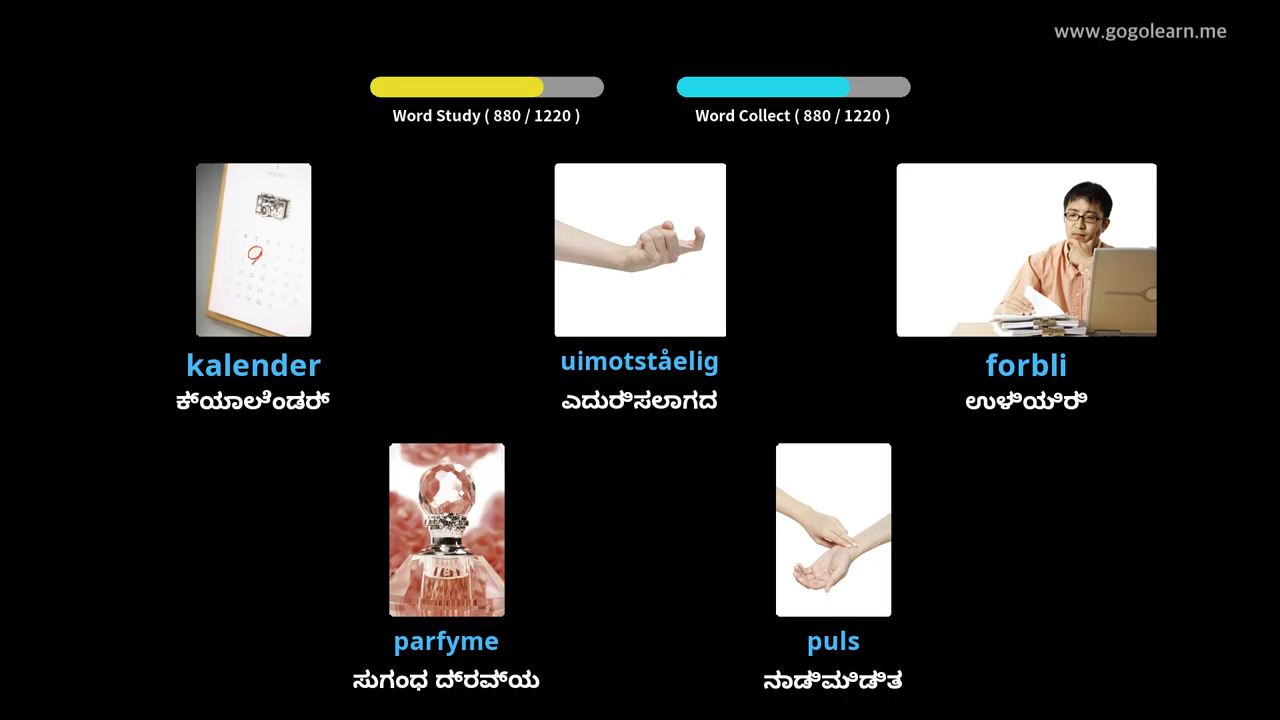 www.gogolearn.me
Word Study ( 880 / 1220 )
Word Collect ( 880 / 1220 )
kalender
ಕ್ಯಾಲೆಂಡರ್
uimotståelig
ಎದುರಿಸಲಾಗದ
forbli
ಉಳಿಯಿರಿ
parfyme
ಸುಗಂಧ ದ್ರವ್ಯ
puls
ನಾಡಿಮಿಡಿತ